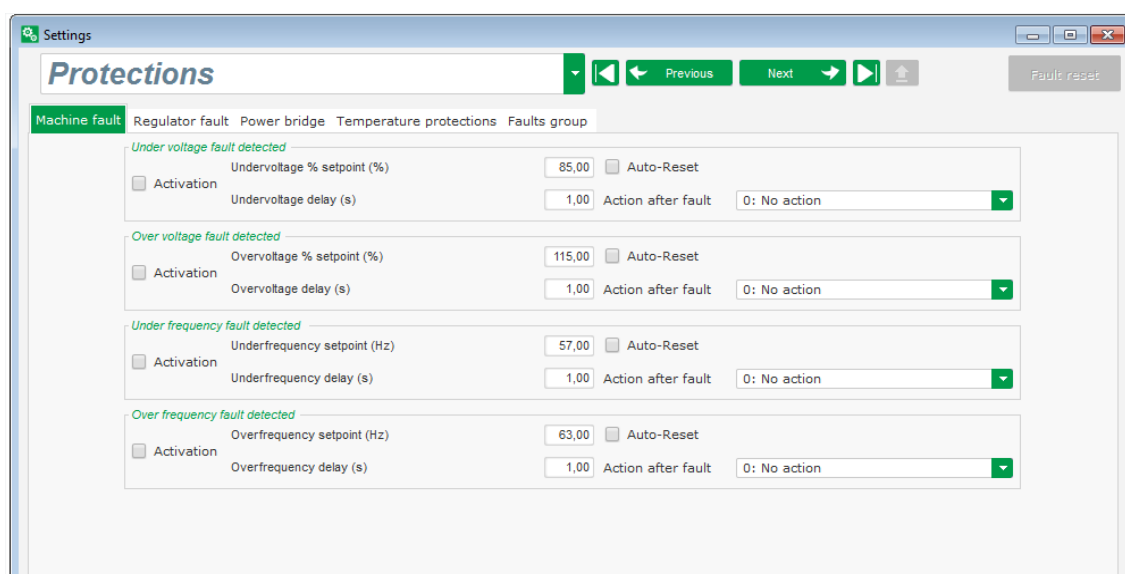 Settings
Protections
Previous Next Fault reset
Machine fault Regulator fault Power bridge Temperature protections Faults group
Under voltage fault detected
Undervoltage % setpoint (%) 85,00 Auto-Reset
Activation
Undervoltage delay (s) 1,00 Action after fault 0: No action
Over voltage fault detected
Overvoltage % setpoint (%) 115,00 Auto-Reset
Activation
Overvoltage delay (s) 1,00 Action after fault 0: No action
Under frequency fault detected
Underfrequency setpoint (Hz) 57,00 Auto-Reset
Activation
Underfrequency delay (s) 1,00 Action after fault 0: No action
Over frequency fault detected
Overfrequency setpoint (Hz) 63,00 Auto-Reset
Activation
Overfrequency delay (s) 1,00 Action after fault 0: No action